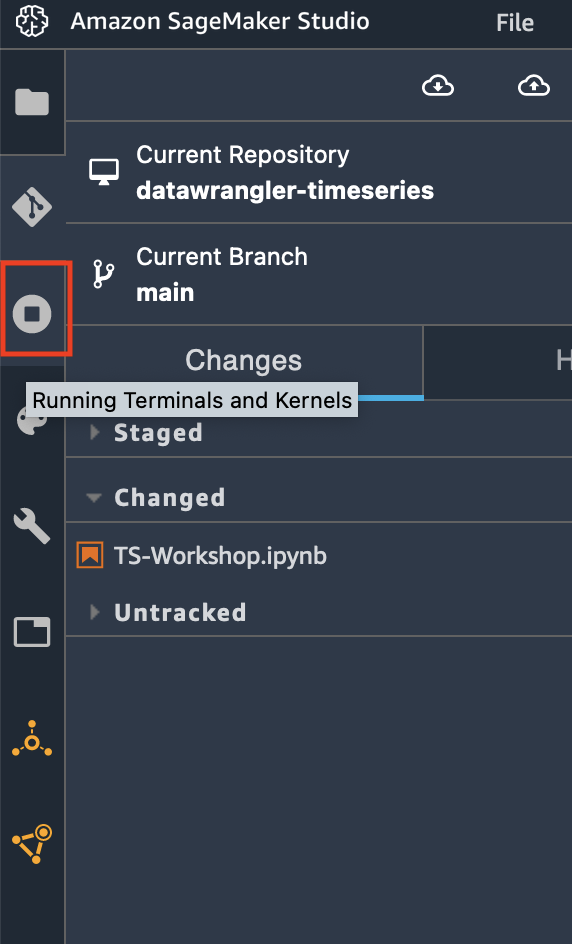 Amazon SageMaker Studio File
Current Repository
datawrangler-timeseries
Current Branch
main
Changes H
Running Terminals and Kernels
Staged
Changed
TS-Workshop.ipynb
Untracked